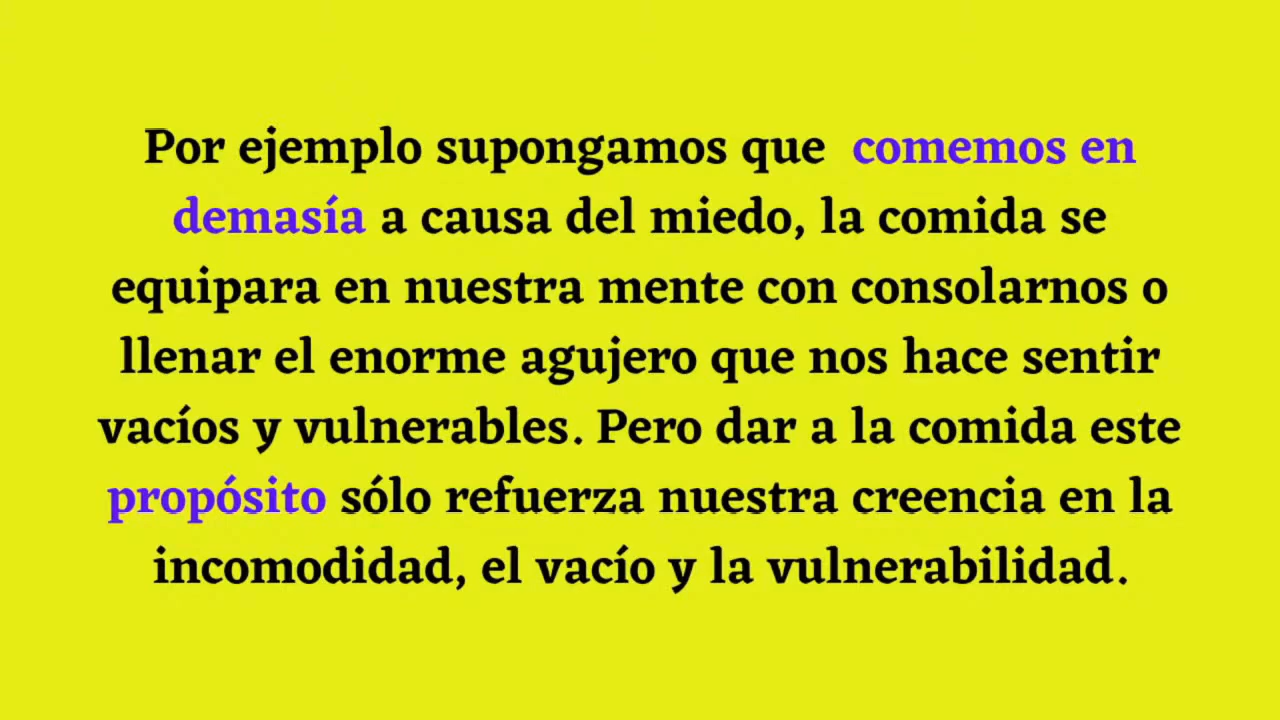 Por ejemplo supongamos que comemos en
demasía a causa del miedo, la comida se
equipara en nuestra mente con consolarnos o
llenar el enorme agujero que nos hace sentir
vacíos y vulnerables. Pero dar a la comida este
propósito sólo refuerza nuestra creencia en la
incomodidad, el vacío y la vulnerabilidad.